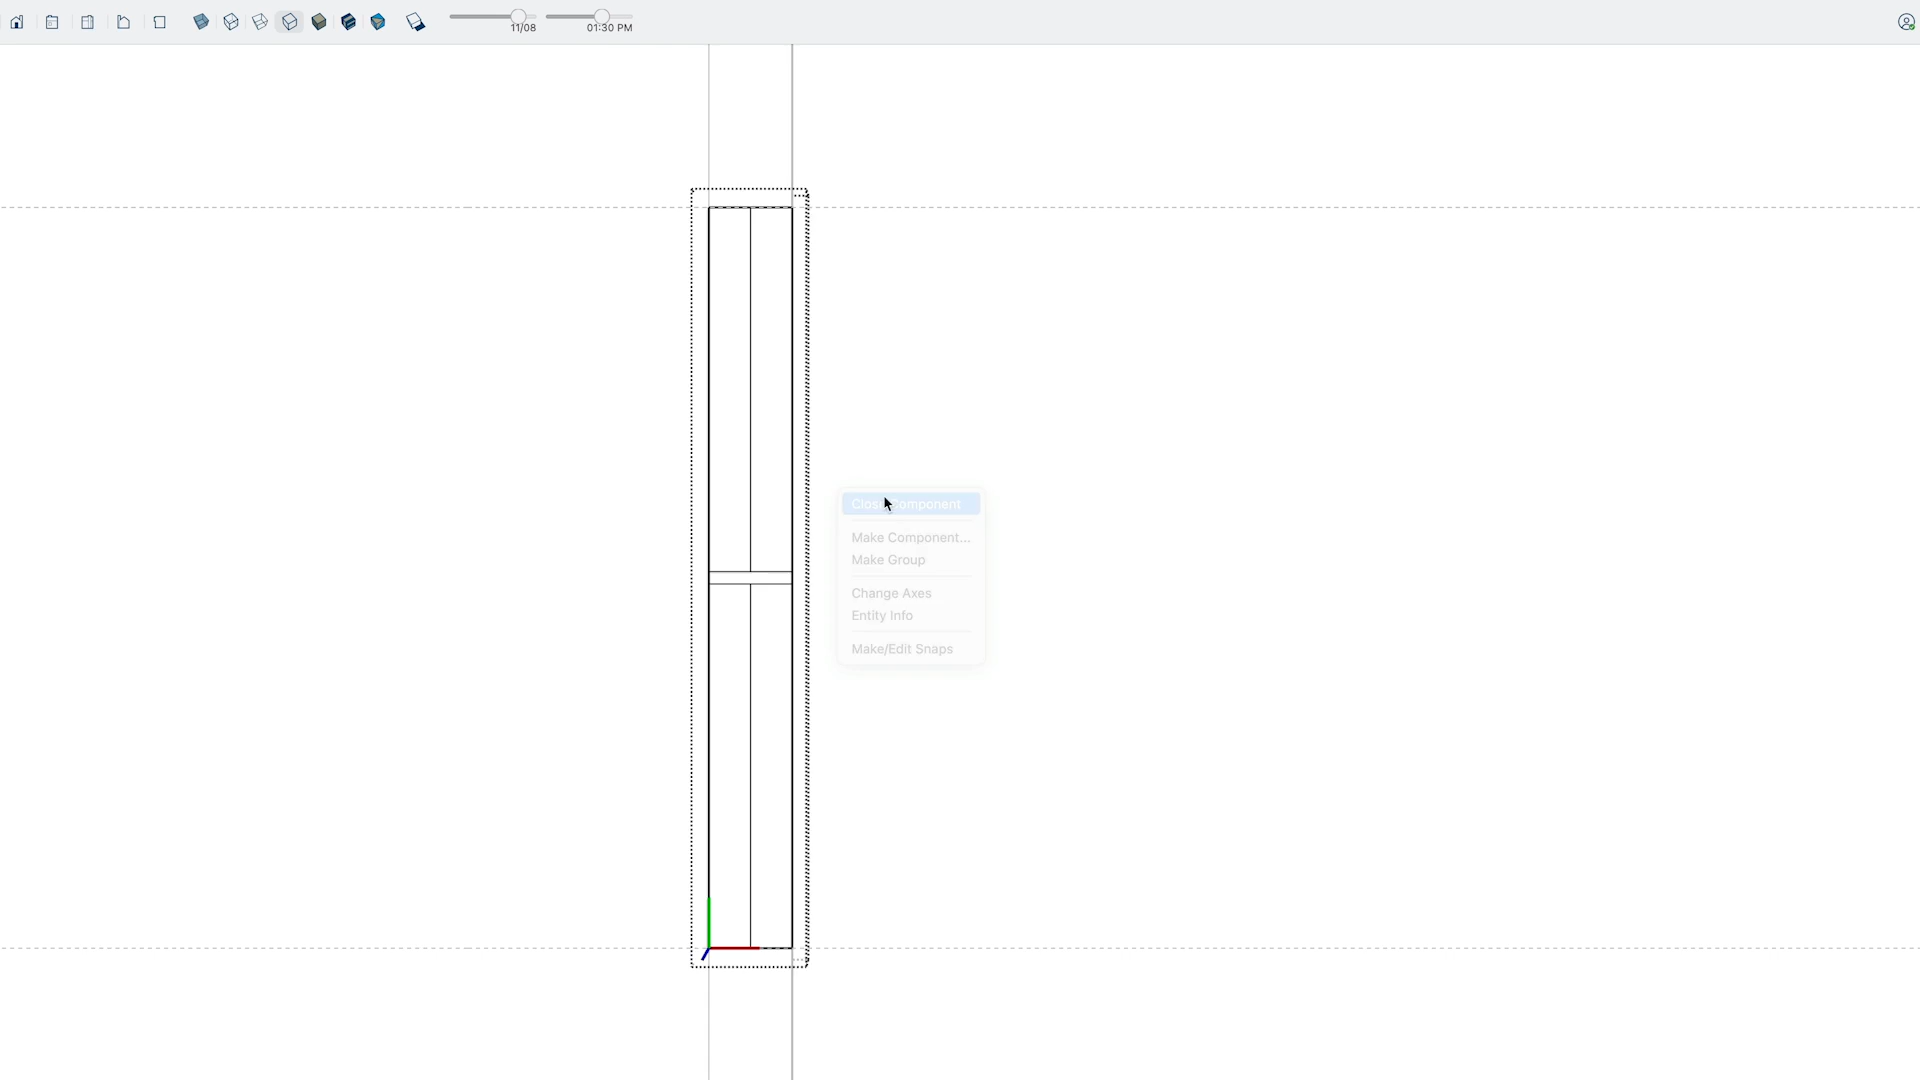 11/08
01:30 PM
Close Component
Make Component...
Make Group
Change Axes
Entity Info
Make/Edit Snaps